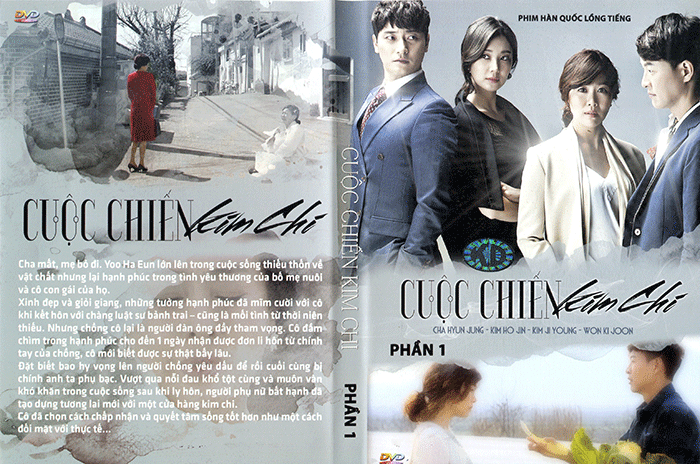 DVD
CUỘC CHIẾN Kim Chi
Cha mất, mẹ bỏ đi. Yoo Ha Eun lớn lên trong cuộc sống thiếu thốn về
vật chất nhưng lại hạnh phúc trong tình yêu thương của bố mẹ nuôi
và cô con gái của họ.
Xinh đẹp và giỏi giang, những tưởng hạnh phúc đã mỉm cười với cô
khi kết hôn với chàng luật sư bảnh trai – cũng là mối tình từ thời niên
thiếu. Nhưng chồng cô lại là người đàn ông đầy tham vọng. Cô đắm
chìm trong hạnh phúc cho đến 1 ngày nhận được đơn li hôn từ chính
tay của chồng, cô mới biết được sự thật bấy lâu.
Đặt biết bao hy vọng lên người chồng yêu dấu để rồi cuối cùng bị
chính anh ta phụ bạc. Vượt qua nỗi đau khổ tột cùng và muôn vàn
khó khăn trong cuộc sống sau khi ly hôn, người phụ nữ bất hạnh đã
tạo dựng tương lai mới với một cửa hàng kim chi.
Cô đã chọn cách chấp nhận và quyết tâm sống tốt hơn như một cách
đối mặt với thực tế...
CUỘC CHIẾN KIM CHI
PHẦN 1
PHIM HÀN QUỐC LỒNG TIẾNG
CUỘC CHIẾN Kim Chi
CHA HYUN JUNG - KIM HO JIN - KIM JI YOUNG - WON KI JOON
PHẦN 1
DVD